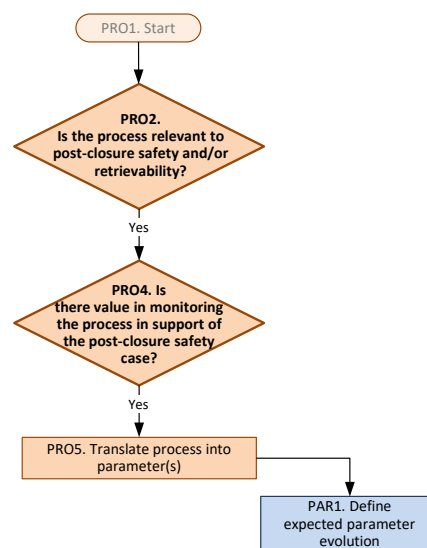 PRO1. Start
PRO2.
Is the process relevant to
post-closure safety and/or
retrievability?
Yes
PRO4. Is
there value in monitoring
the process in support of
the post-closure safety
case?
Yes
PRO5. Translate process into
parameter(s)
PAR1. Define
expected parameter
evolution